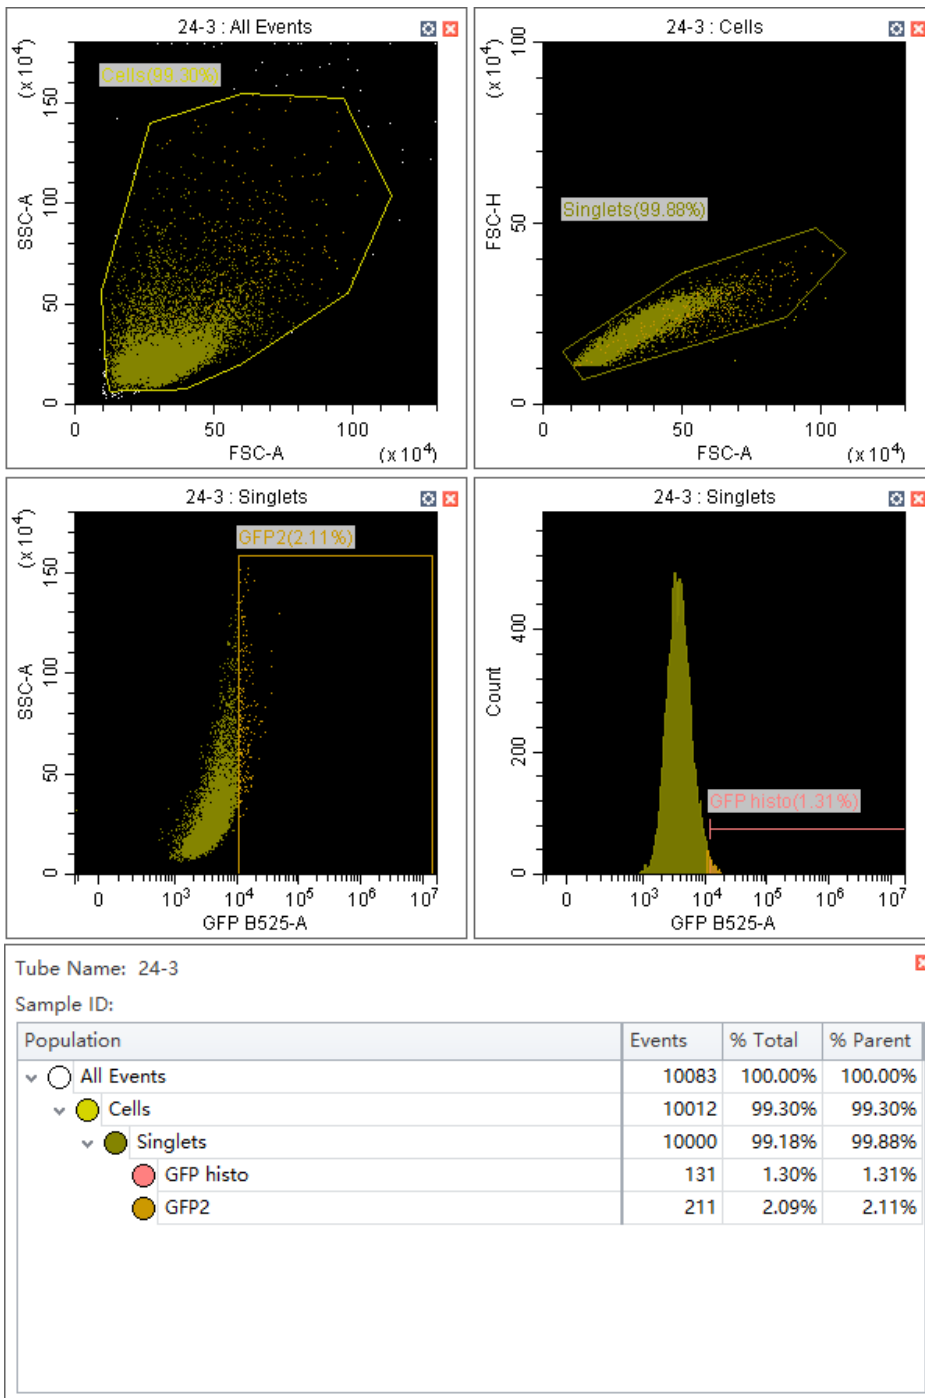 24-3 : All Events
Cells(99.30%)
(x 10⁴)
SSC-A
0
50
100
150
0
50
100
FSC-A
(x 10⁴)
24-3 : Cells
Singlets(99.88%)
(x 10⁴)
FSC-H
0
50
100
0
50
100
FSC-A
(x 10⁴)
24-3 : Singlets
GFP2(2.11%)
(x 10⁴)
SSC-A
0
50
100
150
0
10³
10⁴
10⁵
10⁶
10⁷
GFP B525-A
24-3 : Singlets
GFP histo(1.31%)
Count
0
200
400
0
10³
10⁴
10⁵
10⁶
10⁷
GFP B525-A
Tube Name: 24-3
Sample ID:
Population Events % Total % Parent
All Events 10083 100.00% 100.00%
Cells 10012 99.30% 99.30%
Singlets 10000 99.18% 99.88%
GFP histo 131 1.30% 1.31%
GFP2 211 2.09% 2.11%